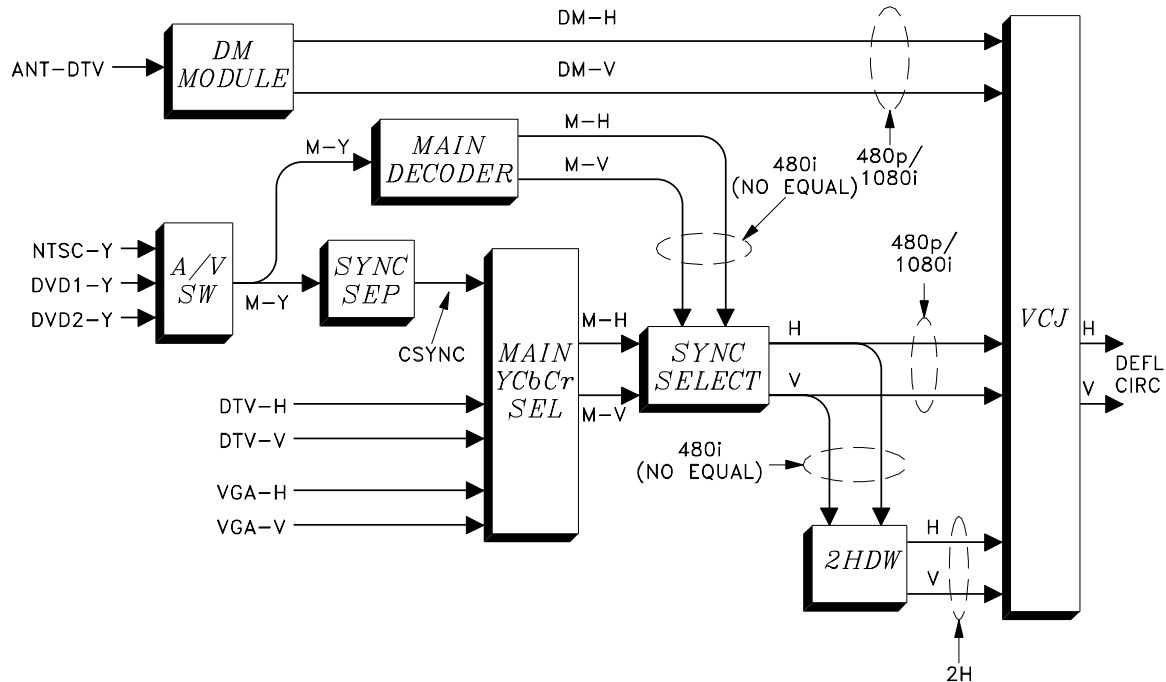 DM-H
DM
MODULE
ANT-DTV
DM-V
480p/
1080i
M-Y
MAIN
DECODER
M-H
M-V
480i
(NO EQUAL)
NTSC-Y
DVD1-Y
DVD2-Y
A/V
SW
M-Y
SYNC
SEP
CSYNC
MAIN
YCbCr
SEL
DTV-H
DTV-V
VGA-H
VGA-V
M-H
M-V
SYNC
SELECT
H
V
480p/
1080i
480i
(NO EQUAL)
2HDW
H
V
2H
VCJ
H
V
DEFL
CIRC